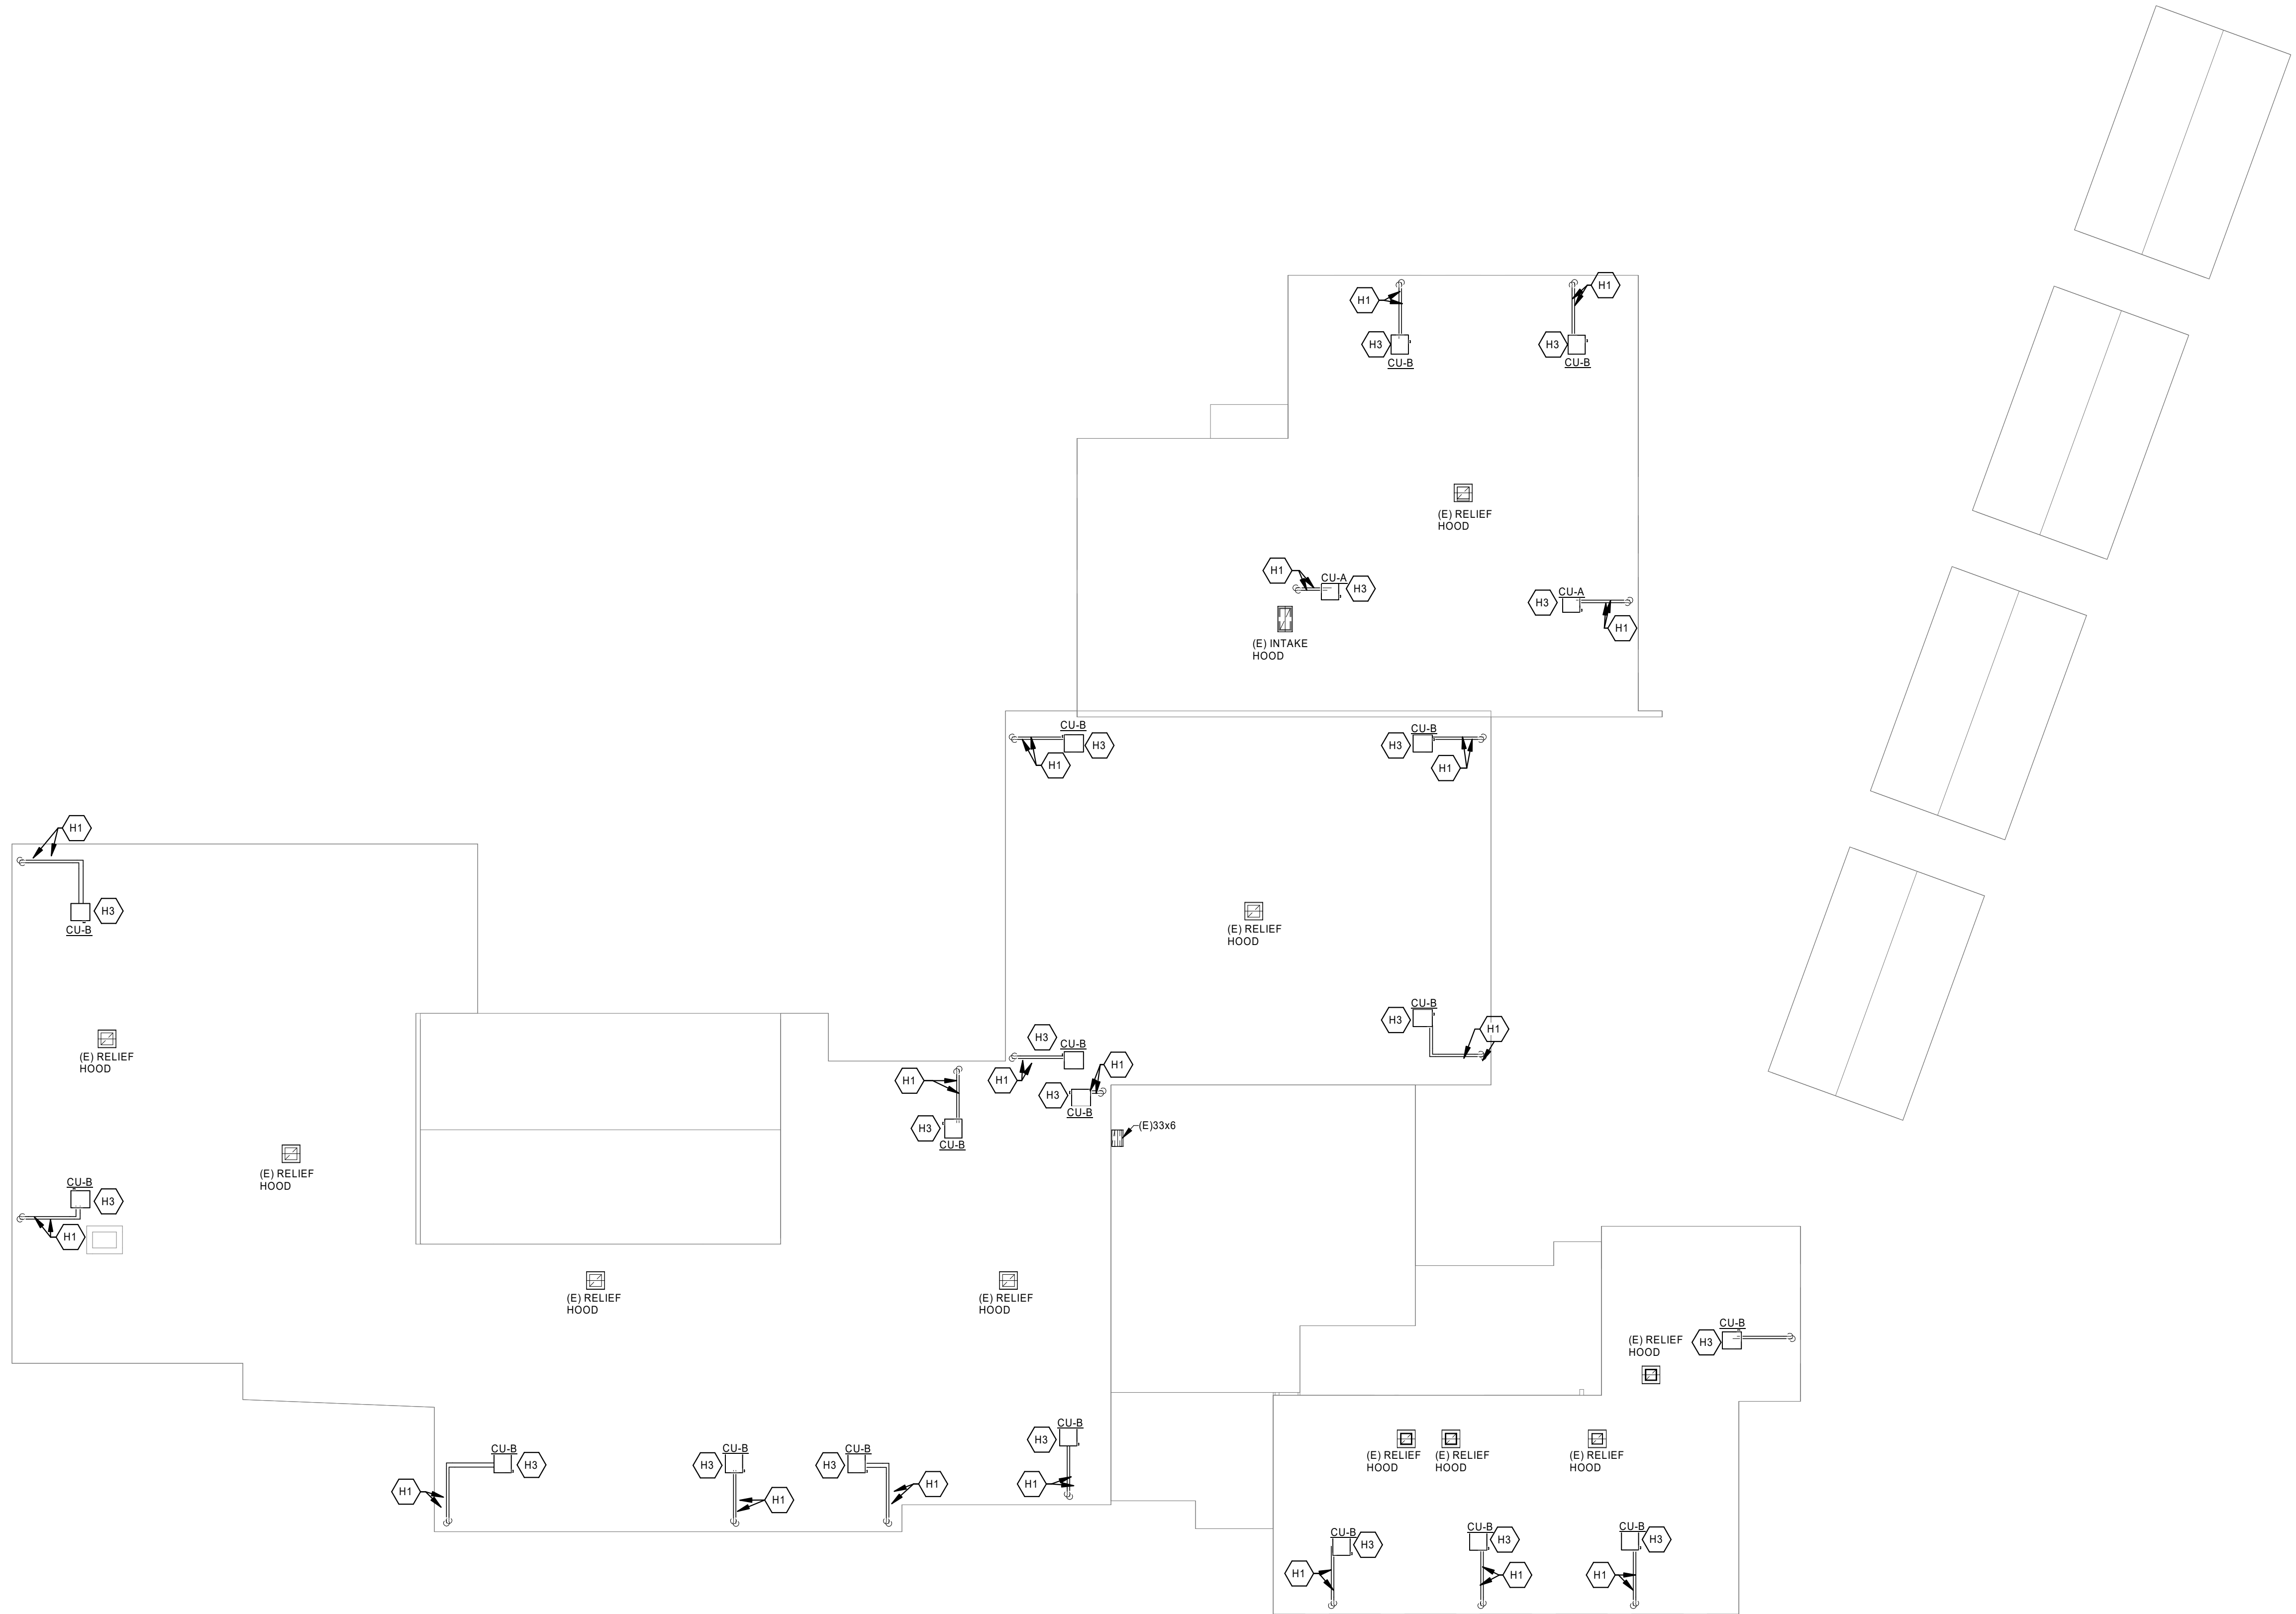 H1
H1
H3
CU-B
H3
CU-B
(E) RELIEF
HOOD
H1
CU-A
H3
H3
CU-A
H1
(E) INTAKE
HOOD
CU-B
H3
H1
H3
CU-B
H1
H1
H3
CU-B
(E) RELIEF
HOOD
H3
CU-B
H1
H3
CU-B
H1
H1
H3
CU-B
H1
H3
CU-B
(E)33x6
(E) RELIEF
HOOD
(E) RELIEF
HOOD
CU-B
H3
H1
(E) RELIEF
HOOD
(E) RELIEF
HOOD
(E) RELIEF
HOOD
H3
CU-B
CU-B
H3
H1
H3
CU-B
H1
H3
CU-B
H1
H3
CU-B
H1
(E) RELIEF
HOOD
(E) RELIEF
HOOD
(E) RELIEF
HOOD
CU-B
H3
H1
CU-B
H3
H1
CU-B
H3
H1